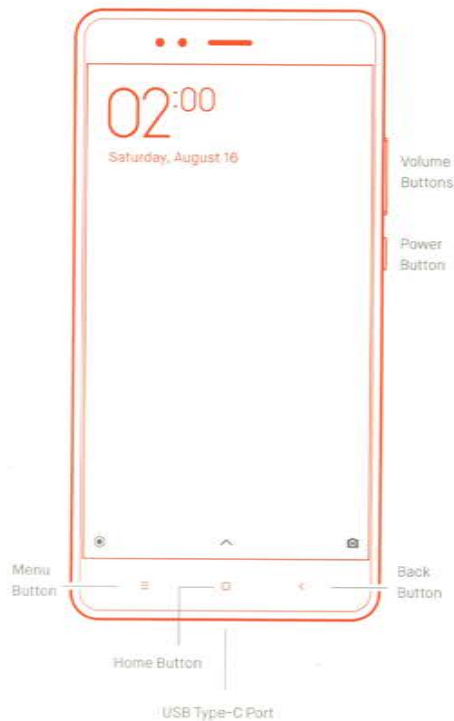 02:00
Saturday, August 16
Volume
Buttons
Power
Button
Menu
Button
Back
Button
Home Button
USB Type-C Port